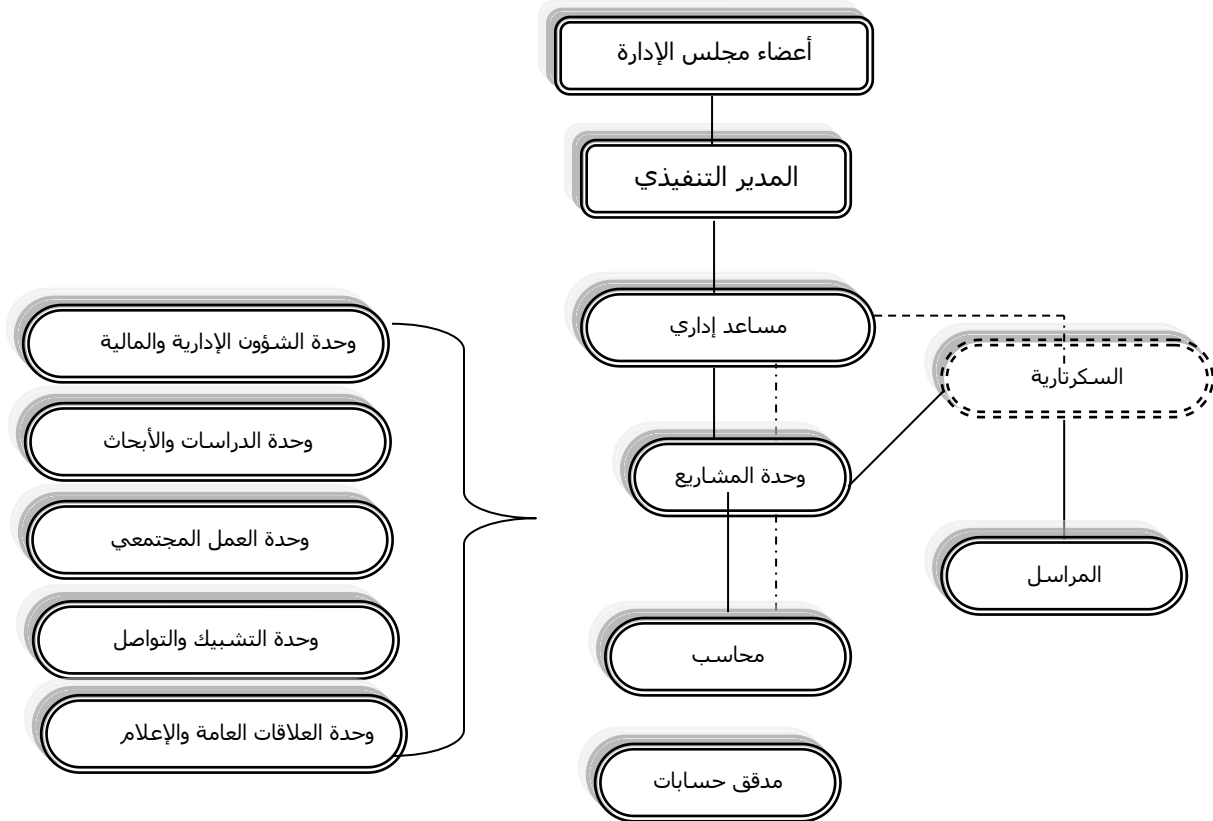 أعضاء مجلس الإدارة
المدير التنفيذي
مساعد إداري
وحدة الشؤون الإدارية والمالية
السكرتارية
وحدة الدراسات والأبحاث
وحدة المشاريع
وحدة العمل المجتمعي
المراسل
وحدة التشبيك والتواصل
محاسب
وحدة العلاقات العامة والإعلام
مدقق حسابات